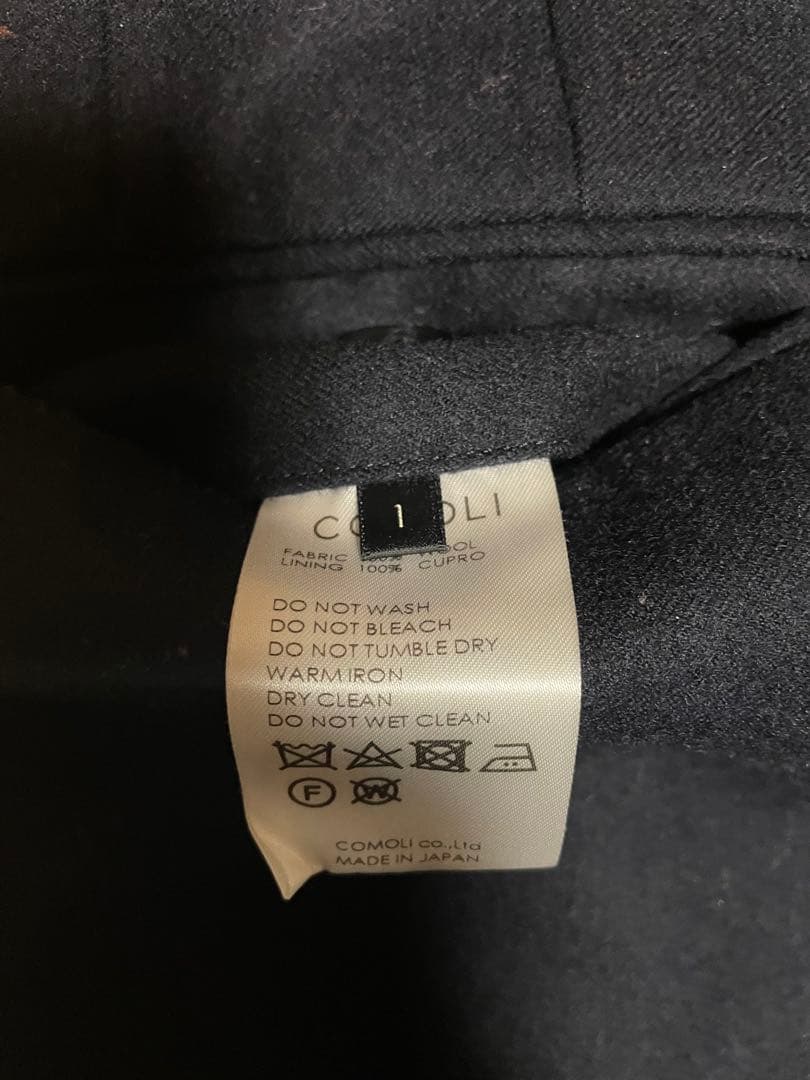 1
COMOLI
FABRIC 100% WOOL
LINING 100% CUPRO
DO NOT WASH
DO NOT BLEACH
DO NOT TUMBLE DRY
WARM IRON
DRY CLEAN
DO NOT WET CLEAN
F W
COMOLI co.,Ltd
MADE IN JAPAN